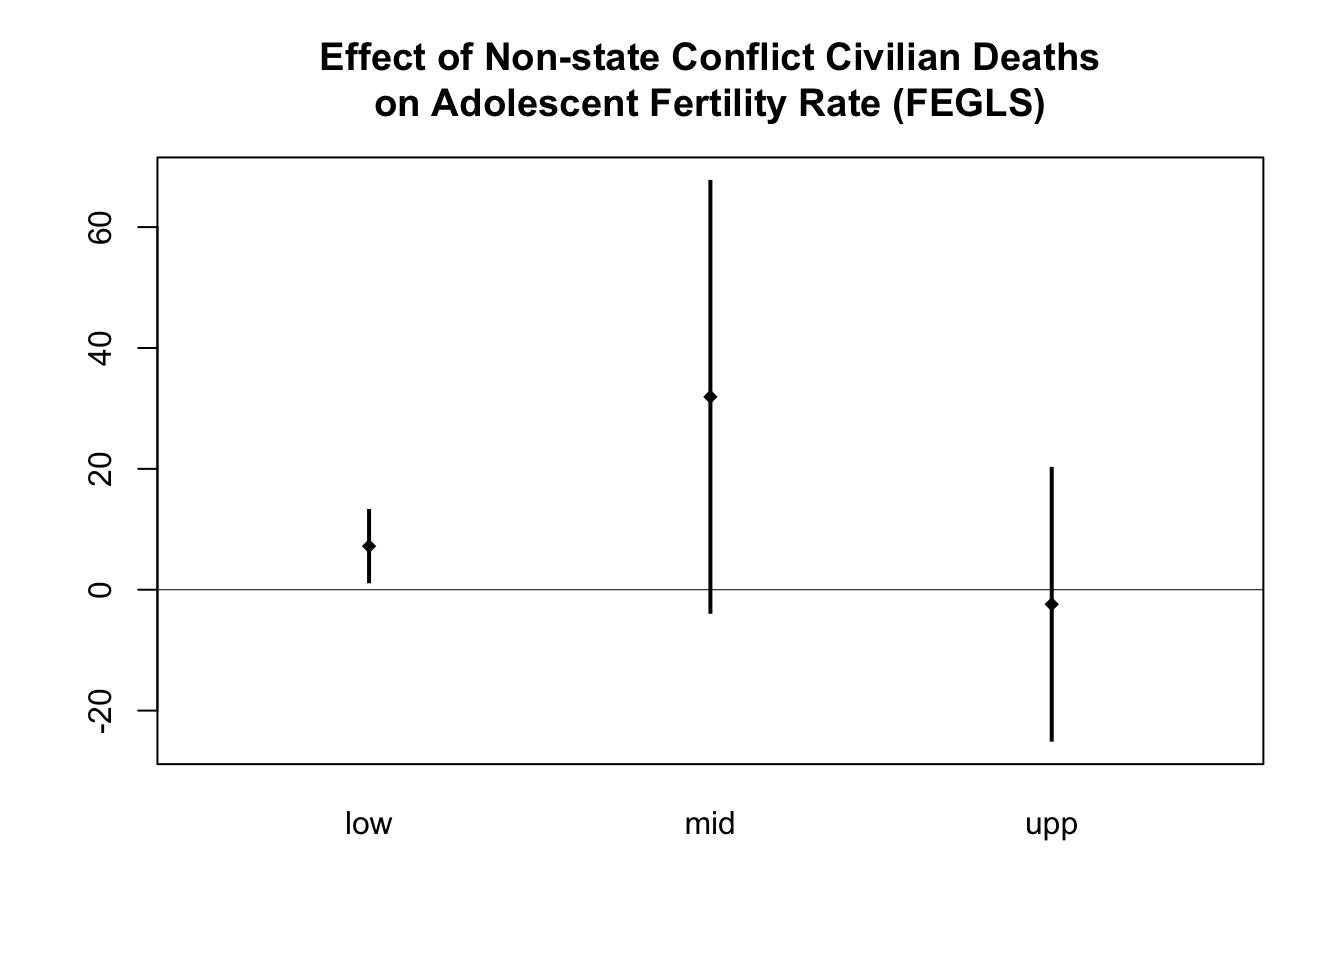 Effect of Non-state Conflict Civilian Deaths
on Adolescent Fertility Rate (FEGLS)
60
40
20
0
-20
low mid upp